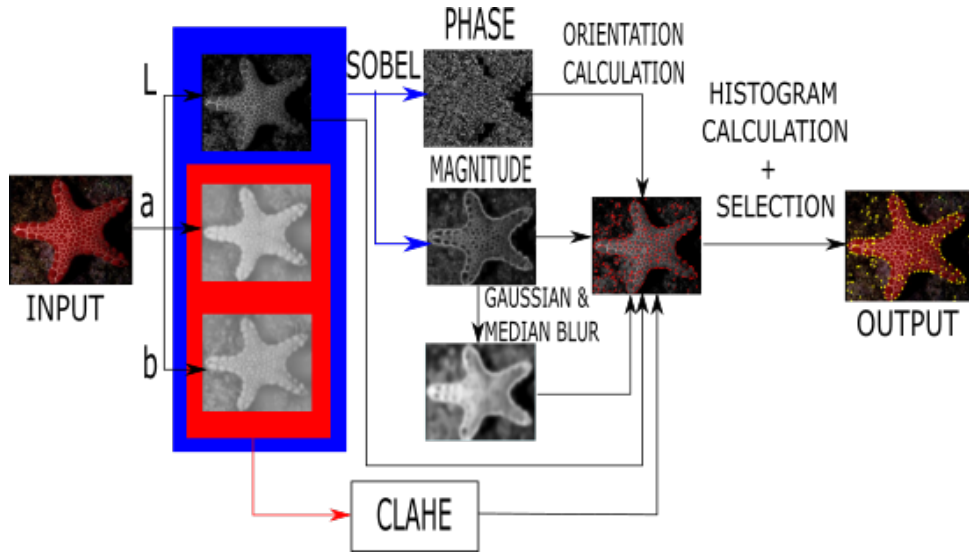 PHASE
ORIENTATION
CALCULATION
SOBEL
L
HISTOGRAM
CALCULATION
+
SELECTION
MAGNITUDE
a
INPUT
GAUSSIAN &
MEDIAN BLUR
OUTPUT
b
CLAHE